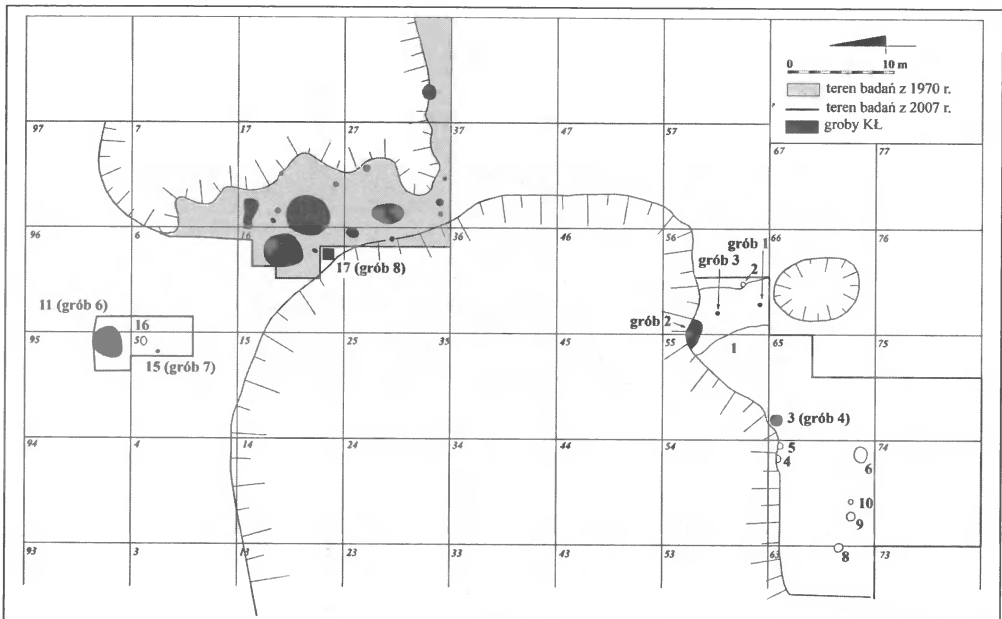 0 10 m
teren badań z 1970 r.
teren badań z 2007 r.
groby KŁ
97 7 17 27 37 47 57
67 77
96 6 16 26 36 46 56 66 76
grób 1
grób 3 2
17 (grób 8)
11 (grób 6)
16
grób 2
95 5 15 25 35 45 55 65 75
1
15 (grób 7)
3 (grób 4)
94 4 14 24 34 44 54 74
5
4 6
10
9
93 3 13 23 33 43 53 63 73
8